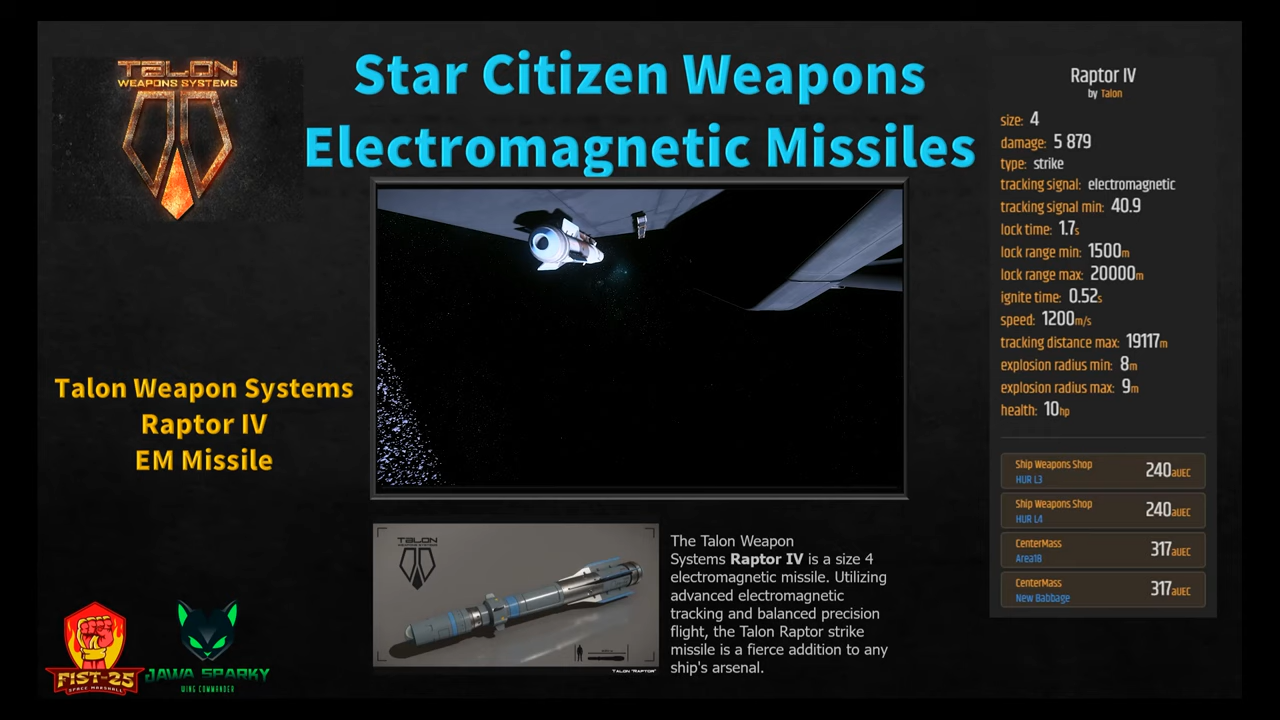 TALON
WEAPONS SYSTEMS
Star Citizen Weapons
Electromagnetic Missiles
Talon Weapon Systems
Raptor IV
EM Missile
Raptor IV
by Talon
size: 4
damage: 5 879
type: strike
tracking signal: electromagnetic
tracking signal min: 40.9
lock time: 1.7s
lock range min: 1500m
lock range max: 20000m
ignite time: 0.52s
speed: 1200m/s
tracking distance max: 19117m
explosion radius min: 8m
explosion radius max: 9m
health: 10hp
Ship Weapons Shop 240aUEC
HUR L3
Ship Weapons Shop 240aUEC
HUR L4
CenterMass 317aUEC
Area18
CenterMass 317aUEC
New Babbage
TALON
TALON "RAPTOR"
The Talon Weapon
Systems Raptor IV is a size 4
electromagnetic missile. Utilizing
advanced electromagnetic
tracking and balanced precision
flight, the Talon Raptor strike
missile is a fierce addition to any
ship's arsenal.
FIST-25
SPACE MARSHALL
JAWA SPARKY
WING COMMANDER